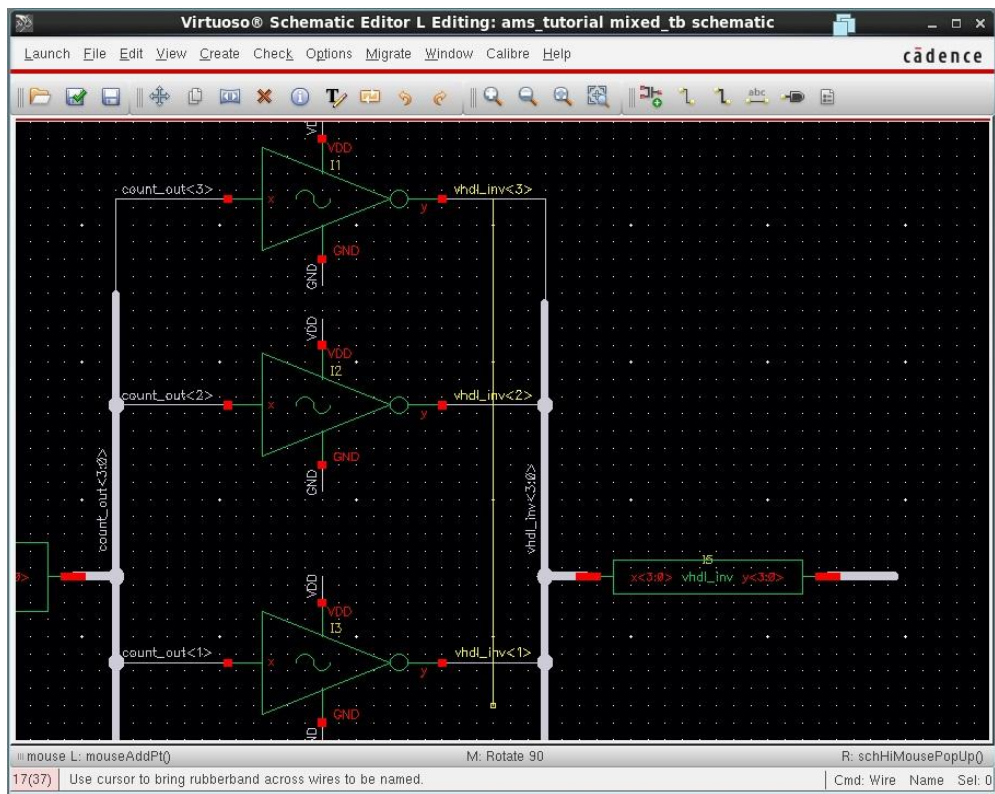 Virtuoso® Schematic Editor L Editing: ams_tutorial mixed_tb schematic
Launch File Edit View Create Check Options Migrate Window Calibre Help
cādence
abc
VDD
I1
count_out<3>
x
y
vhdl_inv<3>
GND
GND
VDD
VDD
I2
count_out<2>
x
y
vhdl_inv<2>
GND
GND
count_out<3:0>
vhdl_inv<3:0>
I5
x<3:0> vhdl_inv y<3:0>
VDD
VDD
I3
count_out<1>
x
y
vhdl_inv<1>
GND
mouse L: mouseAddPt()
M: Rotate 90
R: schHiMousePopUp()
17(37)
Use cursor to bring rubberband across wires to be named.
Cmd: Wire Name Sel: 0